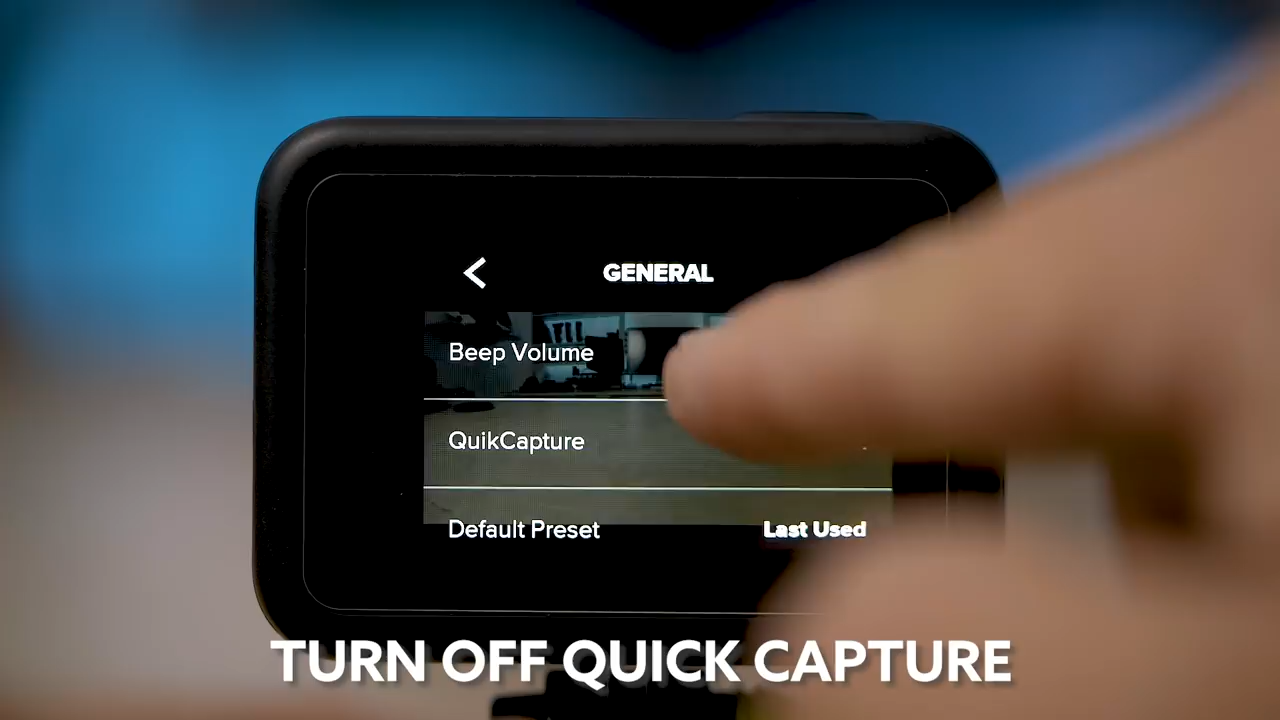 GENERAL
Beep Volume
QuikCapture
Default Preset Last Used
TURN OFF QUICK CAPTURE